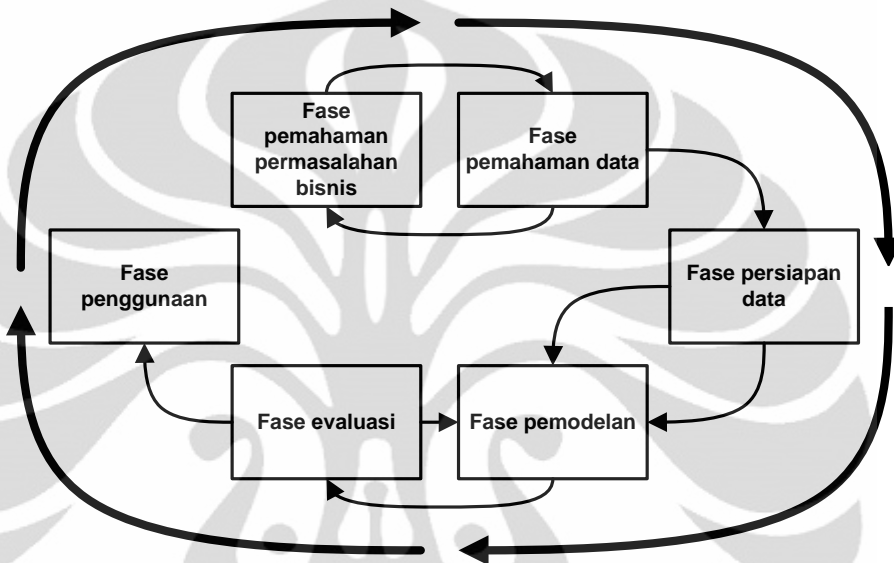 Fase
pemahaman
permasalahan
bisnis
Fase
pemahaman data
Fase persiapan
data
Fase pemodelan
Fase evaluasi
Fase
penggunaan